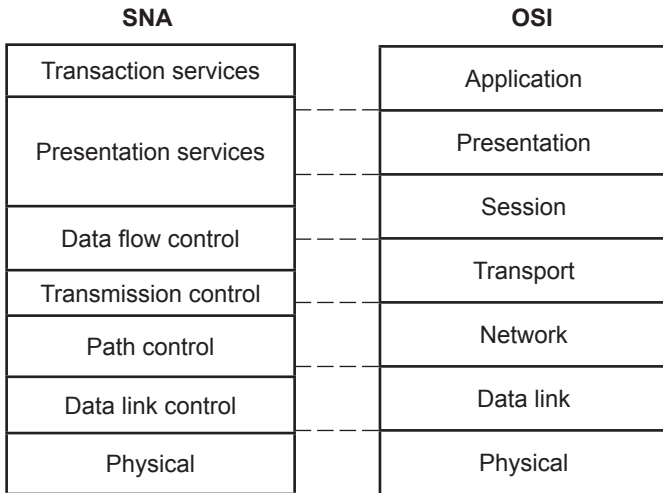 SNA
Transaction services
Presentation services
Data flow control
Transmission control
Path control
Data link control
Physical
OSI
Application
Presentation
Session
Transport
Network
Data link
Physical